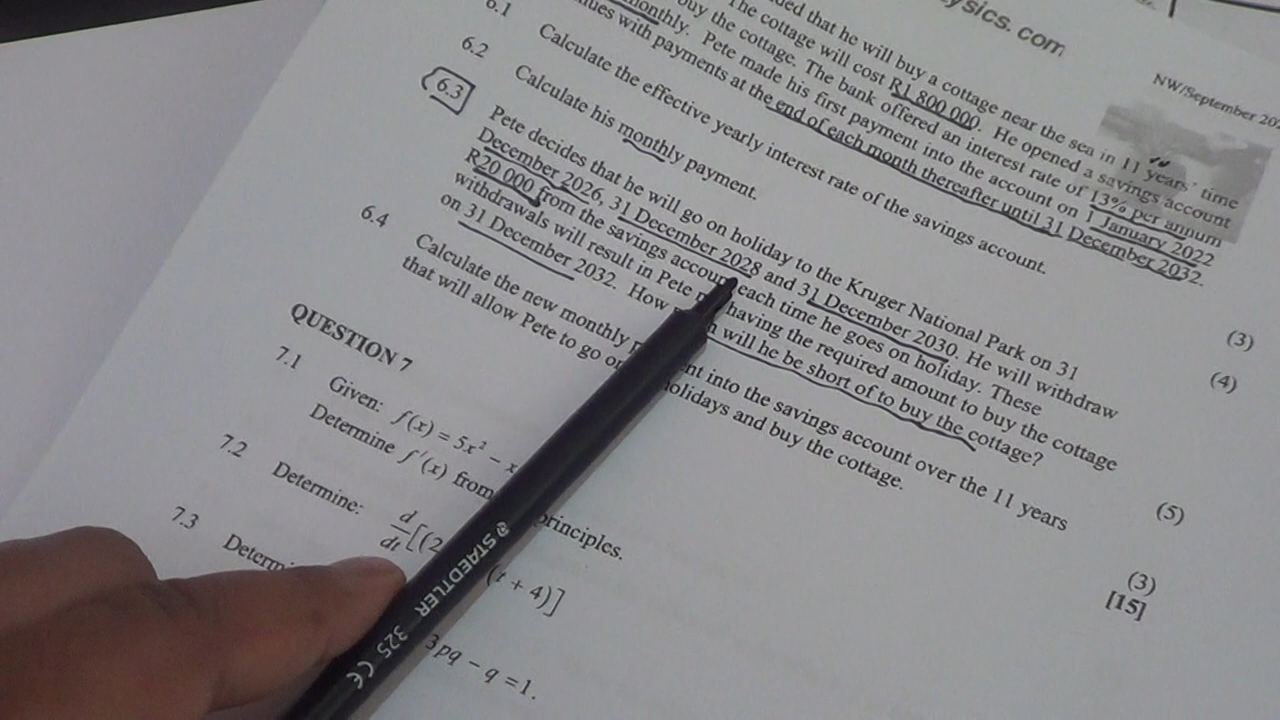 ysics.com
NW/September 202
ded that he will buy a cottage near the sea in 11 years' time
The cottage will cost R1 800 000. He opened a savings account
buy the cottage. The bank offered an interest rate of 13% per annum
monthly. Pete made his first payment into the account on 1 January 2022
nues with payments at the end of each month thereafter until 31 December 2032.
6.1 Calculate the effective yearly interest rate of the savings account. (3)
6.2 Calculate his monthly payment. (4)
6.3 Pete decides that he will go on holiday to the Kruger National Park on 31
December 2026, 31 December 2028 and 31 December 2030. He will withdraw
R20 000 from the savings account each time he goes on holiday. These
withdrawals will result in Pete having the required amount to buy the cottage
on 31 December 2032. How will he be short of to buy the cottage? (5)
6.4 Calculate the new monthly nt into the savings account over the 11 years
that will allow Pete to go on holidays and buy the cottage. (3)
[15]
QUESTION 7
7.1 Given: f(x) = 5x² − x
Determine f'(x) from principles.
7.2 Determine: d/dt[(2 (t + 4)]
7.3 3pq − q = 1.
STAEDTLER 325 CE